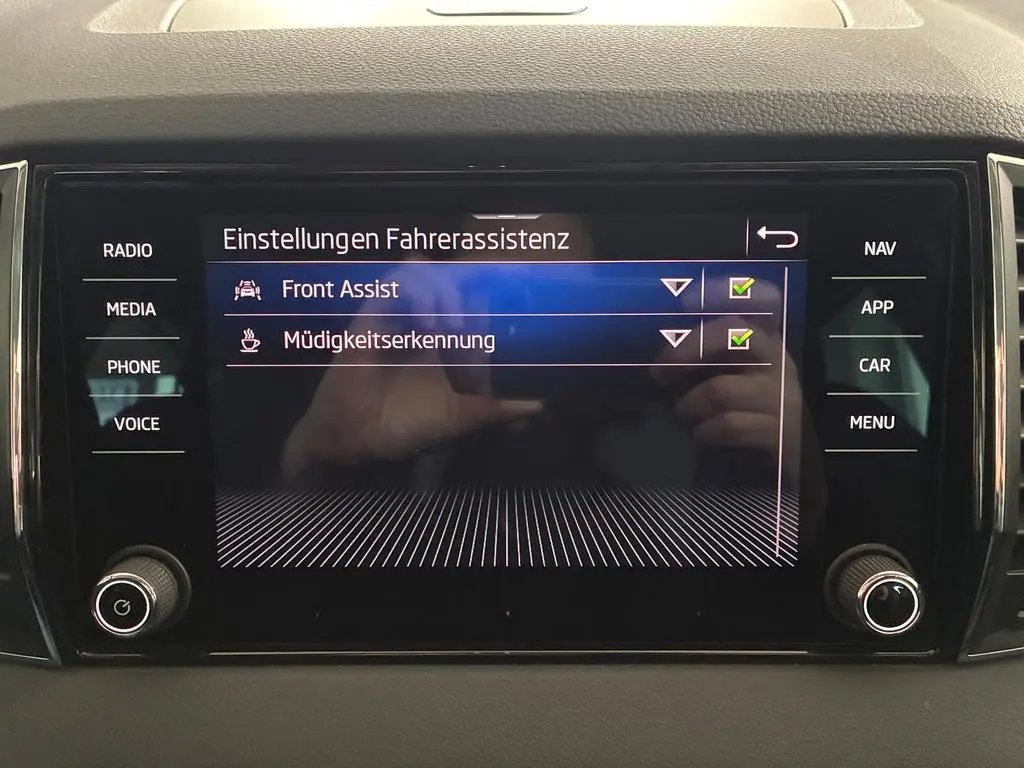 Einstellungen Fahrerassistenz
RADIO
MEDIA
PHONE
VOICE
Front Assist
Müdigkeitserkennung
NAV
APP
CAR
MENU